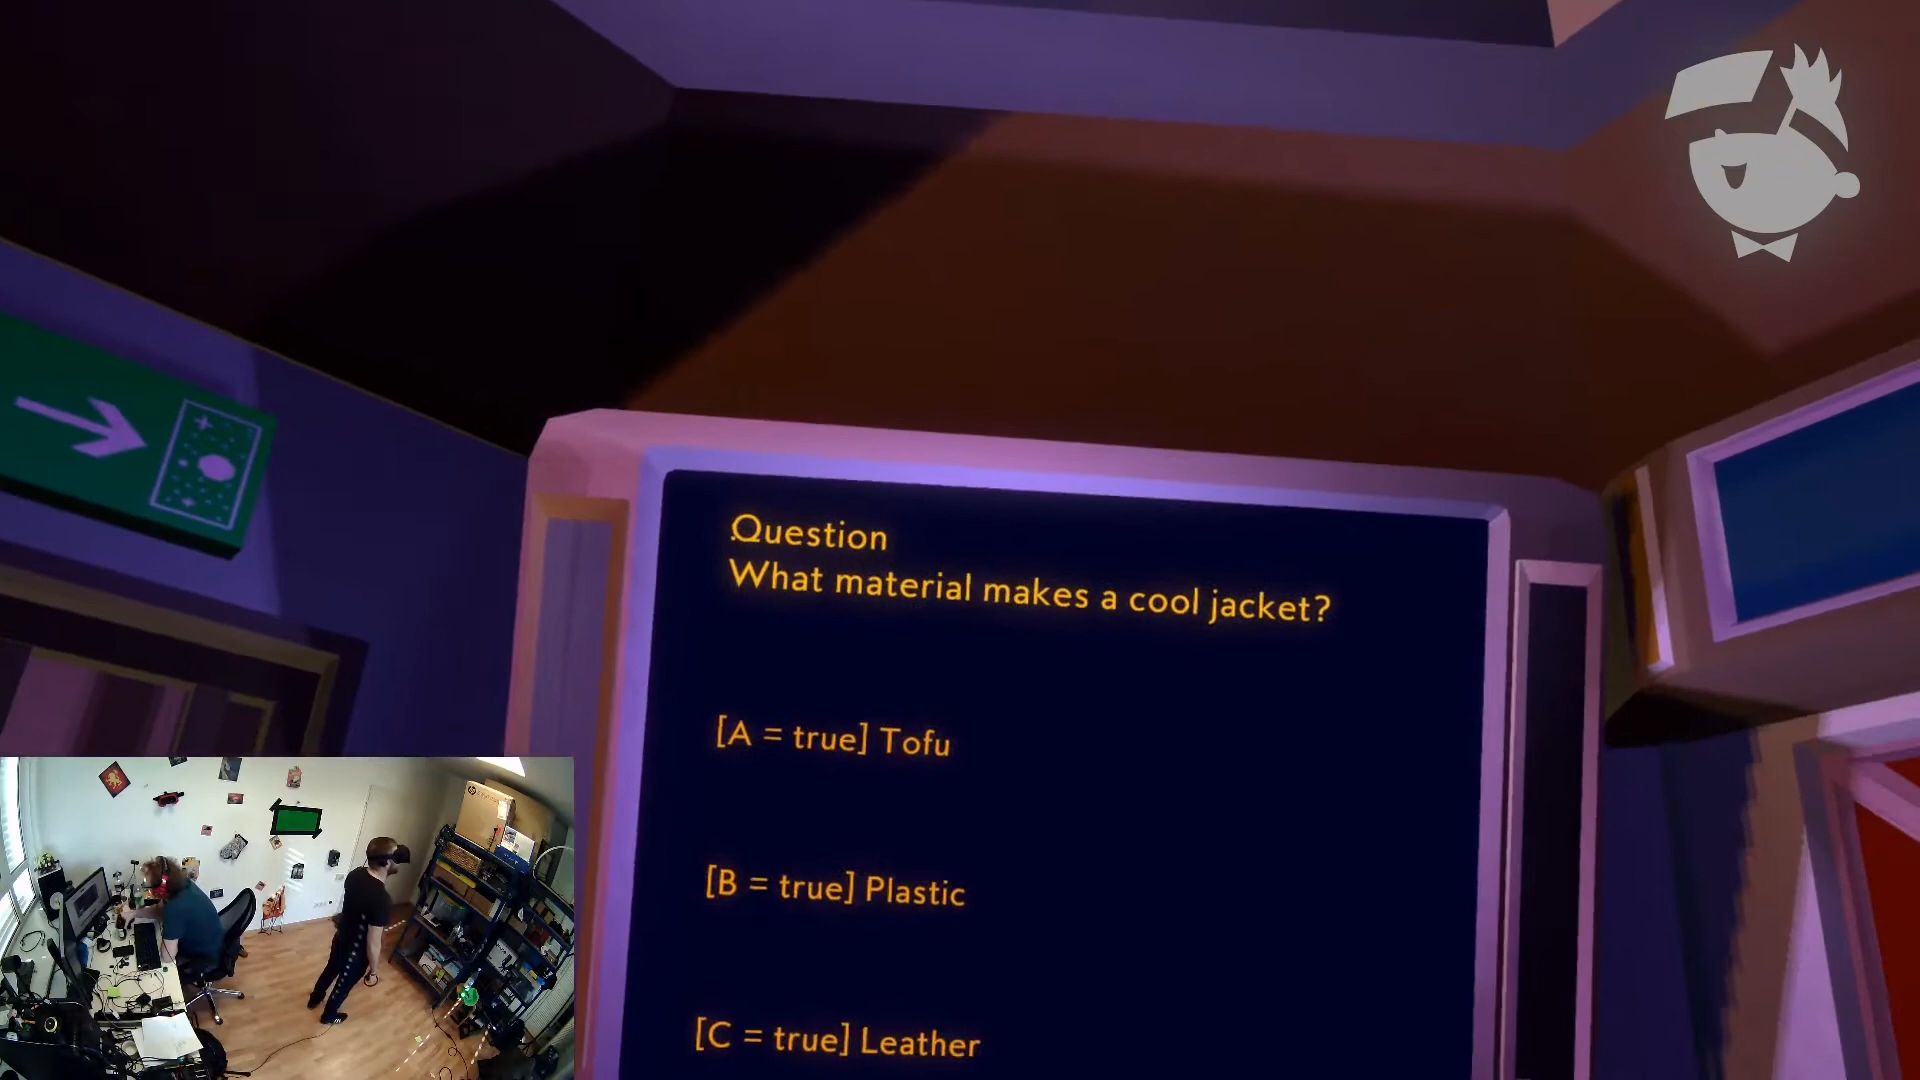 Question
What material makes a cool jacket?
[A = true] Tofu
[B = true] Plastic
[C = true] Leather